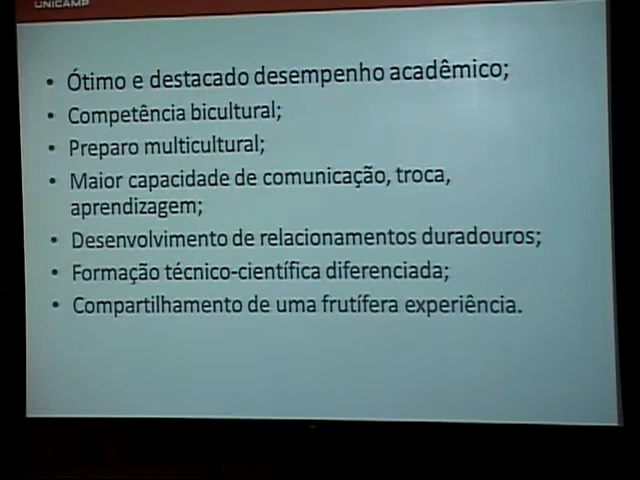 UNICAMP
• Ótimo e destacado desempenho acadêmico;
• Competência bicultural;
• Preparo multicultural;
• Maior capacidade de comunicação, troca,
aprendizagem;
• Desenvolvimento de relacionamentos duradouros;
• Formação técnico-científica diferenciada;
• Compartilhamento de uma frutífera experiência.